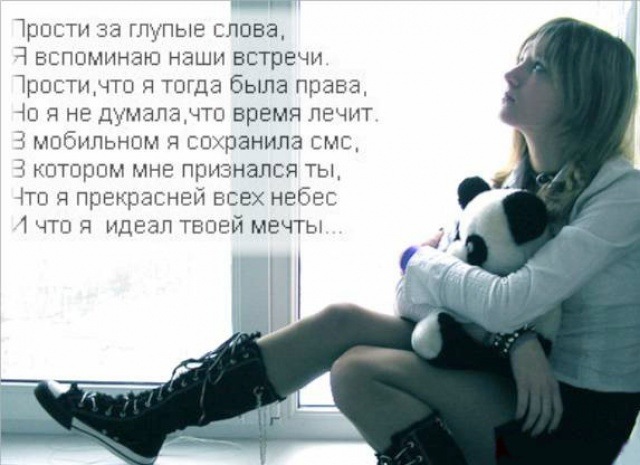 Прости за глупые слова,
Я вспоминаю наши встречи.
Прости,что я тогда была права,
Но я не думала,что время лечит.
В мобильном я сохранила смс,
В котором мне признался ты,
Что я прекрасней всех небес
И что я идеал твоей мечты...